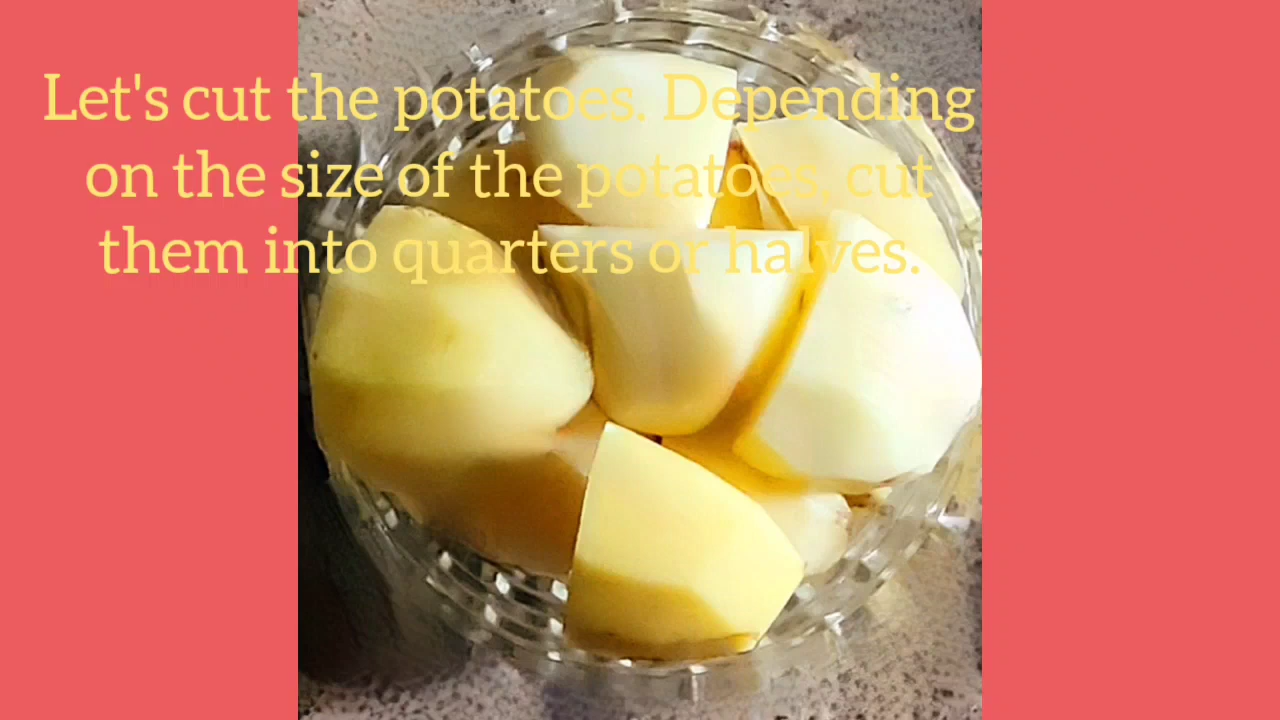 Let's cut the potatoes. Depending
on the size of the potatoes, cut
them into quarters or halves.